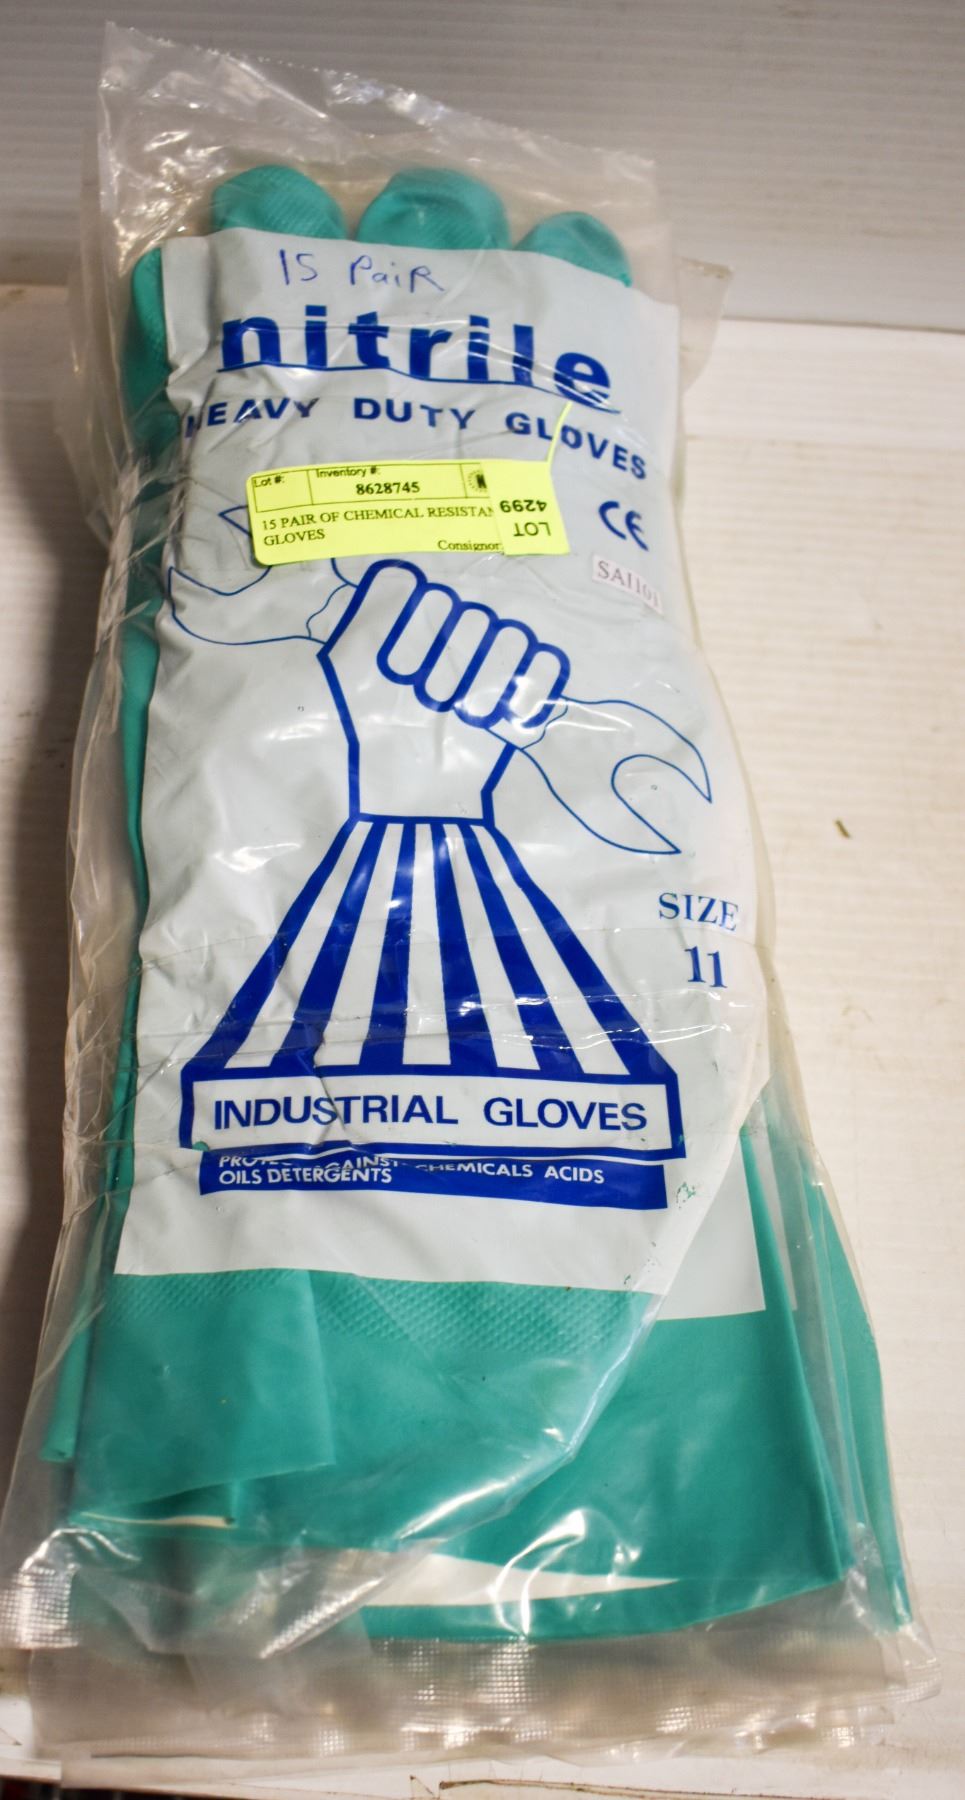 15 PaiR
nitrile
HEAVY DUTY GLOVES
Lot #: Inventory #:
8628745
15 PAIR OF CHEMICAL RESISTAN
GLOVES
Consignor
LOT
4299
CE
SAI101
SIZE
11
INDUSTRIAL GLOVES
CHEMICALS ACIDS
OILS DETERGENTS